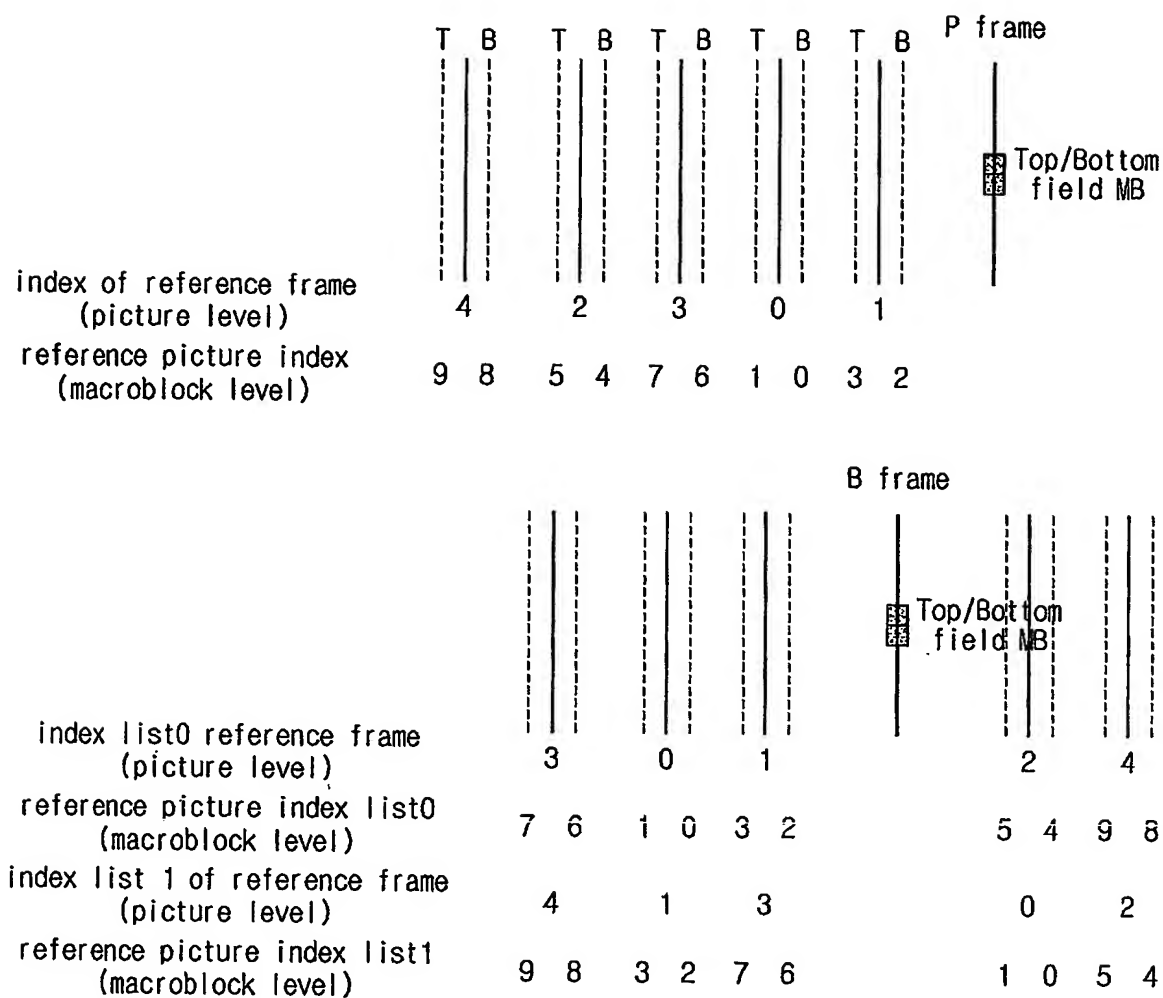 T B T B T B T B T B P frame
Top/Bottom
field MB
index of reference frame
(picture level) 4 2 3 0 1
reference picture index
(macroblock level) 9 8 5 4 7 6 1 0 3 2
B frame
Top/Bottom
field MB
index list0 reference frame
(picture level) 3 0 1 2 4
reference picture index list0
(macroblock level) 7 6 1 0 3 2 5 4 9 8
index list 1 of reference frame
(picture level) 4 1 3 0 2
reference picture index list1
(macroblock level) 9 8 3 2 7 6 1 0 5 4